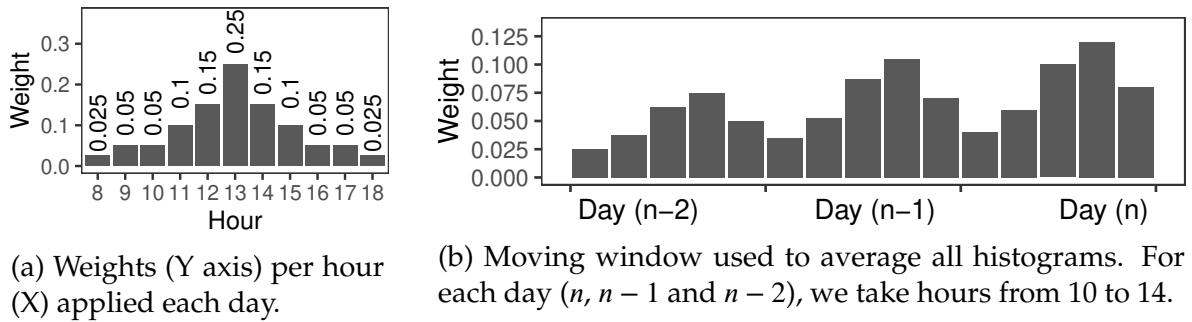 Weight
0.3
0.2
0.1
0.0
0.025
0.05
0.05
0.1
0.15
0.25
0.15
0.1
0.05
0.05
0.025
8 9 10 11 12 13 14 15 16 17 18
Hour
(a) Weights (Y axis) per hour
(X) applied each day.
Weight
0.125
0.100
0.075
0.050
0.025
0.000
Day (n−2) Day (n−1) Day (n)
(b) Moving window used to average all histograms. For
each day (n, n − 1 and n − 2), we take hours from 10 to 14.